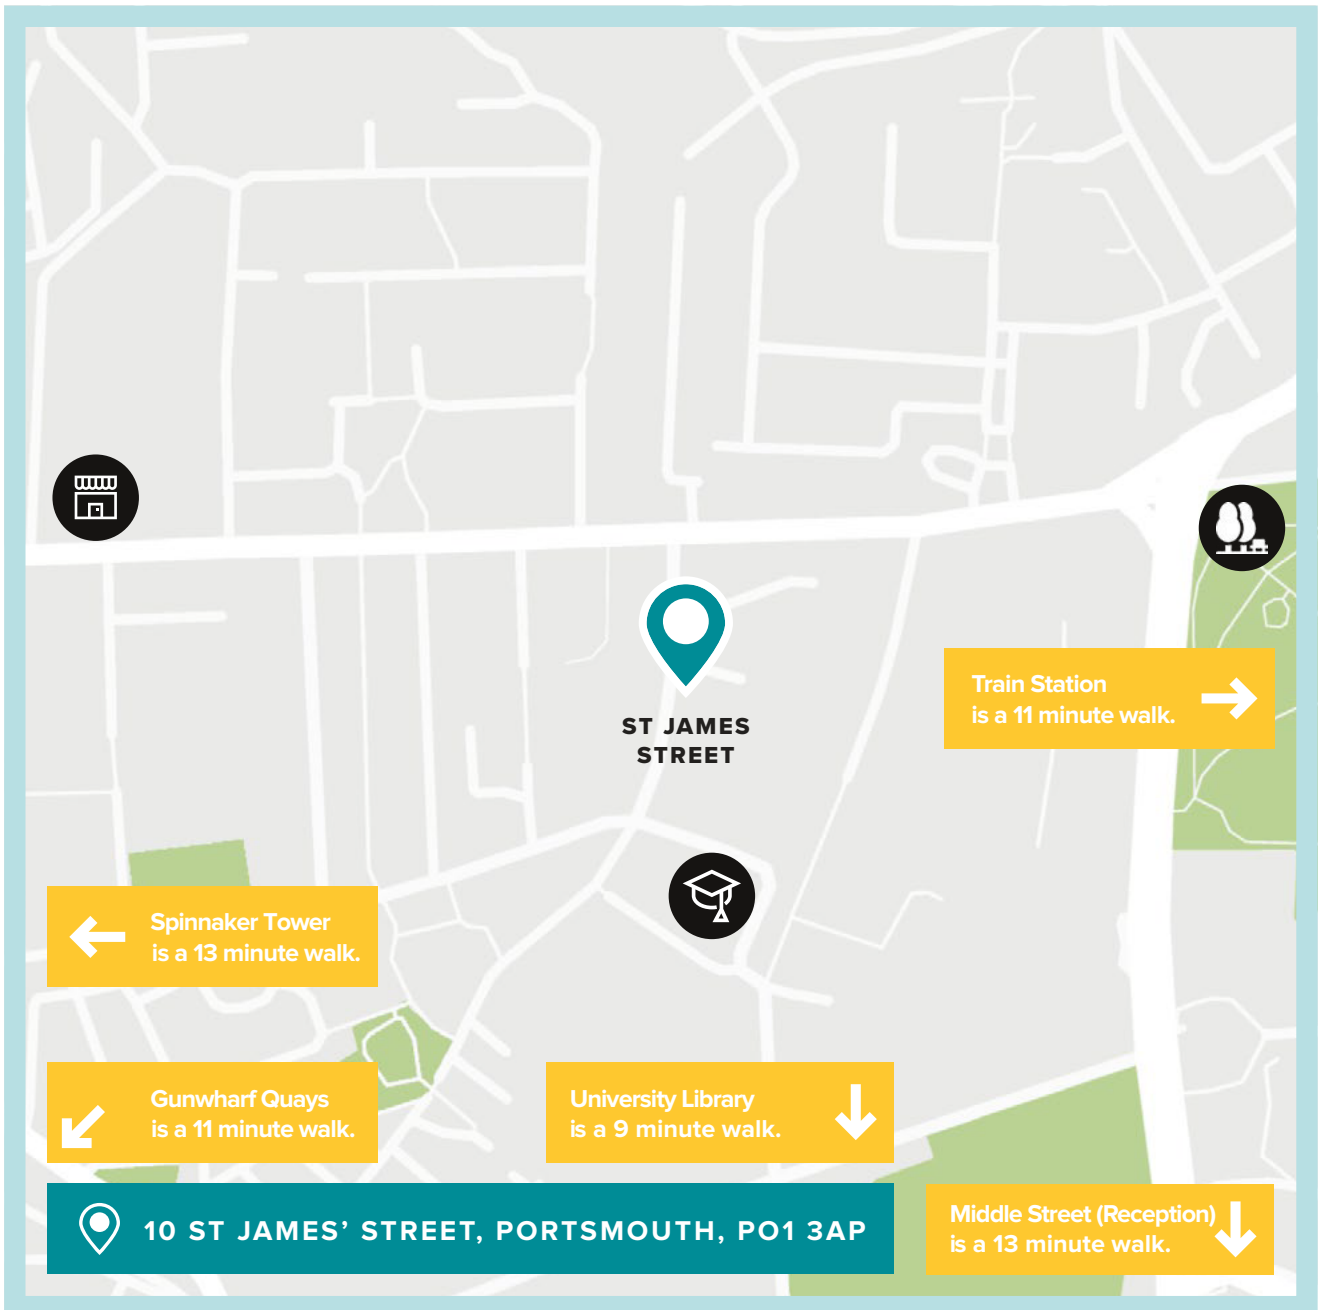 ST JAMES
STREET
Train Station
is a 11 minute walk.
Spinnaker Tower
is a 13 minute walk.
Gunwharf Quays
is a 11 minute walk.
University Library
is a 9 minute walk.
10 ST JAMES’ STREET, PORTSMOUTH, PO1 3AP
Middle Street (Reception)
is a 13 minute walk.